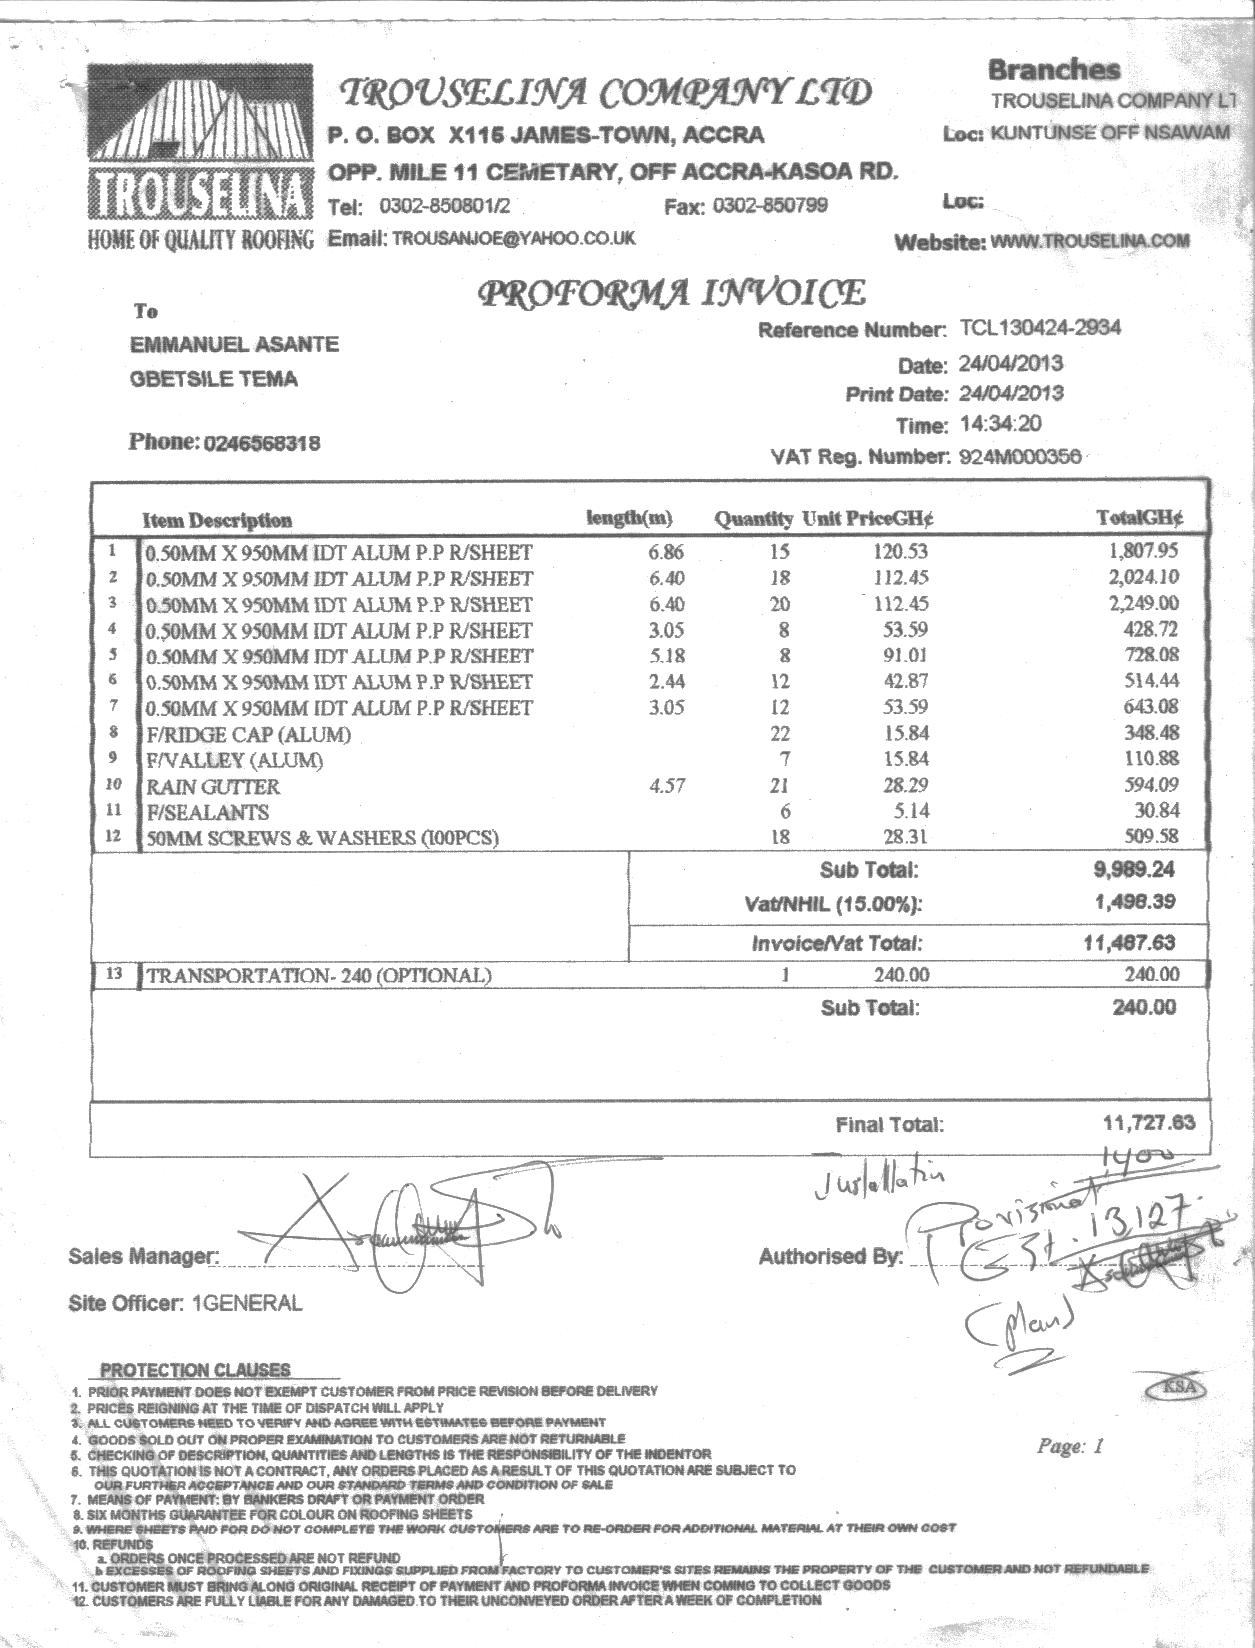 TROUSELINA
HOME OF QUALITY ROOFING
TROUSELINA COMPANY LTD
P. O. BOX X115 JAMES-TOWN, ACCRA
OPP. MILE 11 CEMETARY, OFF ACCRA-KASOA RD.
Tel: 0302-850801/2 Fax: 0302-850799
Email: TROUSANJOE@YAHOO.CO.UK
Branches
TROUSELINA COMPANY LT
Loc: KUNTUNSE OFF NSAWAM
Loc:
Website: WWW.TROUSELINA.COM
PROFORMA INVOICE
To
EMMANUEL ASANTE
GBETSILE TEMA
Phone: 0246568318
Reference Number: TCL130424-2934
Date: 24/04/2013
Print Date: 24/04/2013
Time: 14:34:20
VAT Reg. Number: 924M000356
Item Description length(m) Quantity Unit PriceGH¢ TotalGH¢
1 0.50MM X 950MM IDT ALUM P.P R/SHEET 6.86 15 120.53 1,807.95
2 0.50MM X 950MM IDT ALUM P.P R/SHEET 6.40 18 112.45 2,024.10
3 0.50MM X 950MM IDT ALUM P.P R/SHEET 6.40 20 112.45 2,249.00
4 0.50MM X 950MM IDT ALUM P.P R/SHEET 3.05 8 53.59 428.72
5 0.50MM X 950MM IDT ALUM P.P R/SHEET 5.18 8 91.01 728.08
6 0.50MM X 950MM IDT ALUM P.P R/SHEET 2.44 12 42.87 514.44
7 0.50MM X 950MM IDT ALUM P.P R/SHEET 3.05 12 53.59 643.08
8 F/RIDGE CAP (ALUM) 22 15.84 348.48
9 F/VALLEY (ALUM) 7 15.84 110.88
10 RAIN GUTTER 4.57 21 28.29 594.09
11 F/SEALANTS 6 5.14 30.84
12 50MM SCREWS & WASHERS (100PCS) 18 28.31 509.58
Sub Total: 9,989.24
Vat/NHIL (15.00%): 1,498.39
Invoice/Vat Total: 11,487.63
13 TRANSPORTATION- 240 (OPTIONAL) 1 240.00 240.00
Sub Total: 240.00
Final Total: 11,727.63
Installatin 1400
Provisional
Est. 13,127
Sales Manager:
Authorised By:
(plan)
Site Officer: 1GENERAL
PROTECTION CLAUSES
1. PRIOR PAYMENT DOES NOT EXEMPT CUSTOMER FROM PRICE REVISION BEFORE DELIVERY
2. PRICES REIGNING AT THE TIME OF DISPATCH WILL APPLY
3. ALL CUSTOMERS NEED TO VERIFY AND AGREE WITH ESTIMATES BEFORE PAYMENT
4. GOODS SOLD OUT ON PROPER EXAMINATION TO CUSTOMERS ARE NOT RETURNABLE
5. CHECKING OF DESCRIPTION, QUANTITIES AND LENGTHS IS THE RESPONSIBILITY OF THE INDENTOR
6. THIS QUOTATION IS NOT A CONTRACT, ANY ORDERS PLACED AS A RESULT OF THIS QUOTATION ARE SUBJECT TO
OUR FURTHER ACCEPTANCE AND OUR STANDARD TERMS AND CONDITION OF SALE
7. MEANS OF PAYMENT: BY BANKERS DRAFT OR PAYMENT ORDER
8. SIX MONTHS GUARANTEE FOR COLOUR ON ROOFING SHEETS
9. WHERE SHEETS PAID FOR DO NOT COMPLETE THE WORK CUSTOMERS ARE TO RE-ORDER FOR ADDITIONAL MATERIAL AT THEIR OWN COST
10. REFUNDS
a. ORDERS ONCE PROCESSED ARE NOT REFUND
b EXCESSES OF ROOFING SHEETS AND FIXINGS SUPPLIED FROM FACTORY TO CUSTOMER'S SITES REMAINS THE PROPERTY OF THE CUSTOMER AND NOT REFUNDABLE
11. CUSTOMER MUST BRING ALONG ORIGINAL RECEIPT OF PAYMENT AND PROFORMA INVOICE WHEN COMING TO COLLECT GOODS
12. CUSTOMERS ARE FULLY LIABLE FOR ANY DAMAGED TO THEIR UNCONVEYED ORDER AFTER A WEEK OF COMPLETION
KSA
Page: 1